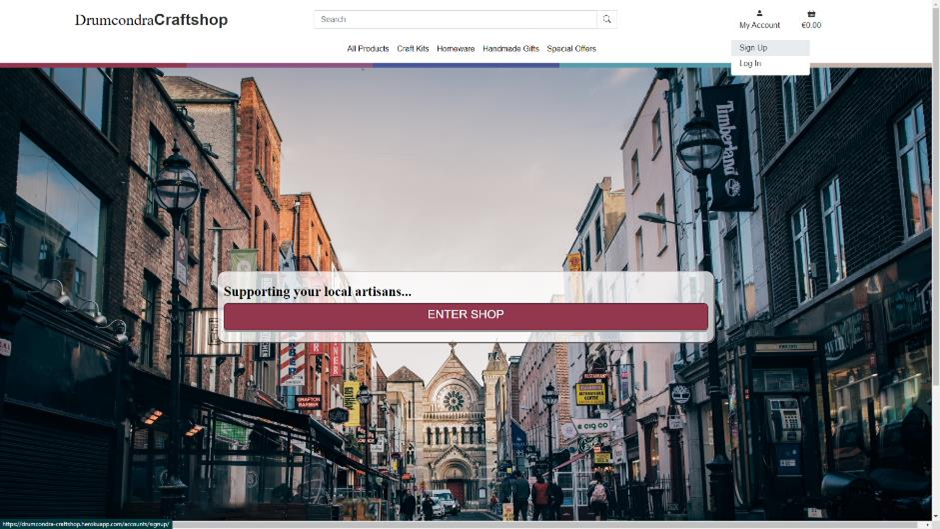 DrumcondraCraftshop
Search
My Account
€0.00
All Products Craft Kits Homeware Handmade Gifts Special Offers
Sign Up
Log In
Timberland
Supporting your local artisans...
ENTER SHOP
https://drumcondra-craftshop.herokuapp.com/accounts/signup/